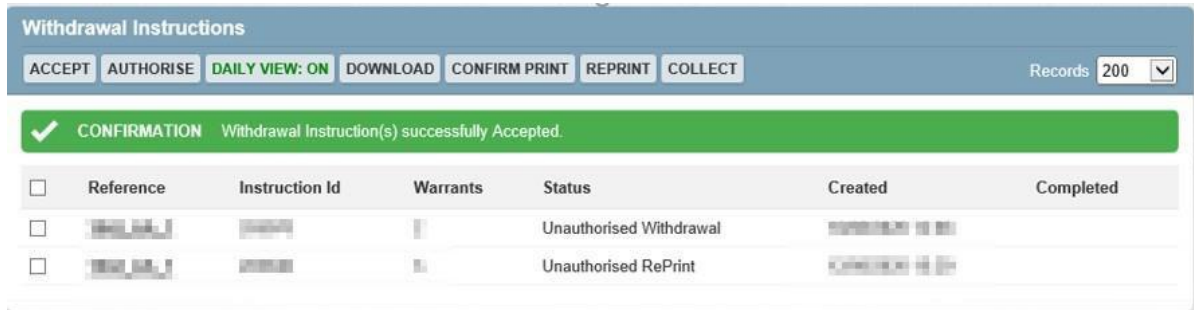 Withdrawal Instructions
ACCEPT AUTHORISE DAILY VIEW: ON DOWNLOAD CONFIRM PRINT REPRINT COLLECT Records 200
CONFIRMATION Withdrawal Instruction(s) successfully Accepted.
Reference Instruction Id Warrants Status Created Completed
Unauthorised Withdrawal
Unauthorised RePrint